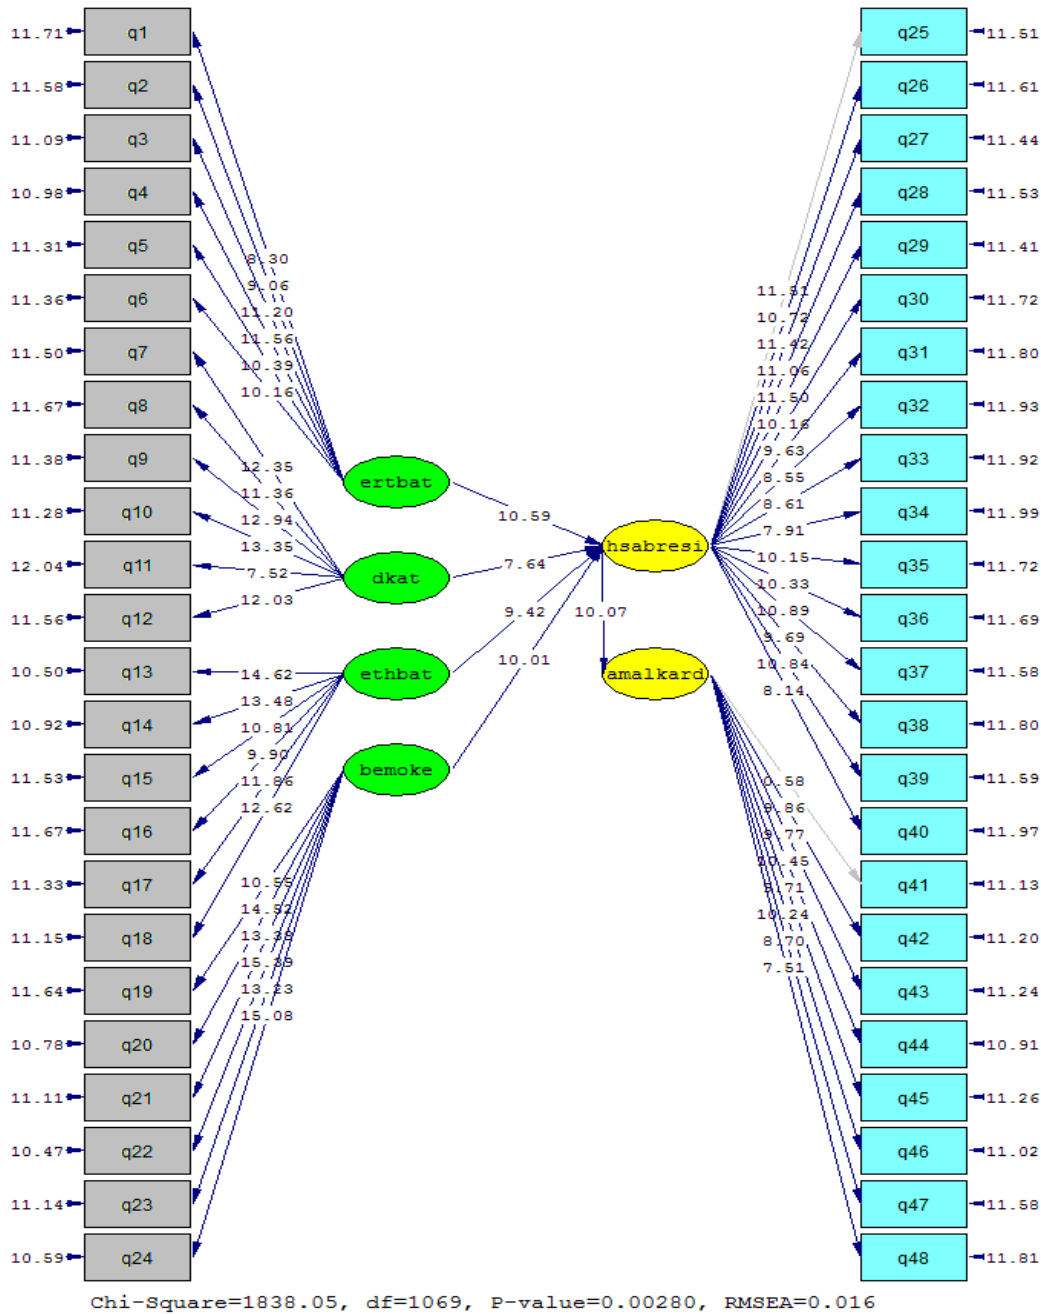 11.71 q1
11.58 q2
11.09 q3
10.98 q4
11.31 q5
11.36 q6
11.50 q7
11.67 q8
11.38 q9
11.28 q10
12.04 q11
11.56 q12
10.50 q13
10.92 q14
11.53 q15
11.67 q16
11.33 q17
11.15 q18
11.64 q19
10.78 q20
11.11 q21
10.47 q22
11.14 q23
10.59 q24
8.30
9.06
11.20
11.56
10.39
10.16
12.35
11.36
12.94
13.35
7.52
12.03
14.62
13.48
10.81
9.90
11.86
12.62
10.55
14.52
13.38
15.39
13.23
15.08
ertbat
dkat
ethbat
bemoke
10.59
7.64
9.42
10.01
hsabresi
10.07
amalkard
10.72
11.42
11.06
11.50
10.16
9.63
8.55
8.61
7.91
10.15
10.33
10.89
9.69
10.84
8.14
9.86
9.77
10.45
9.71
10.24
8.70
7.51
q25 11.51
q26 11.61
q27 11.44
q28 11.53
q29 11.41
q30 11.72
q31 11.80
q32 11.93
q33 11.92
q34 11.99
q35 11.72
q36 11.69
q37 11.58
q38 11.80
q39 11.59
q40 11.97
q41 11.13
q42 11.20
q43 11.24
q44 10.91
q45 11.26
q46 11.02
q47 11.58
q48 11.81
Chi-Square=1838.05, df=1069, P-value=0.00280, RMSEA=0.016